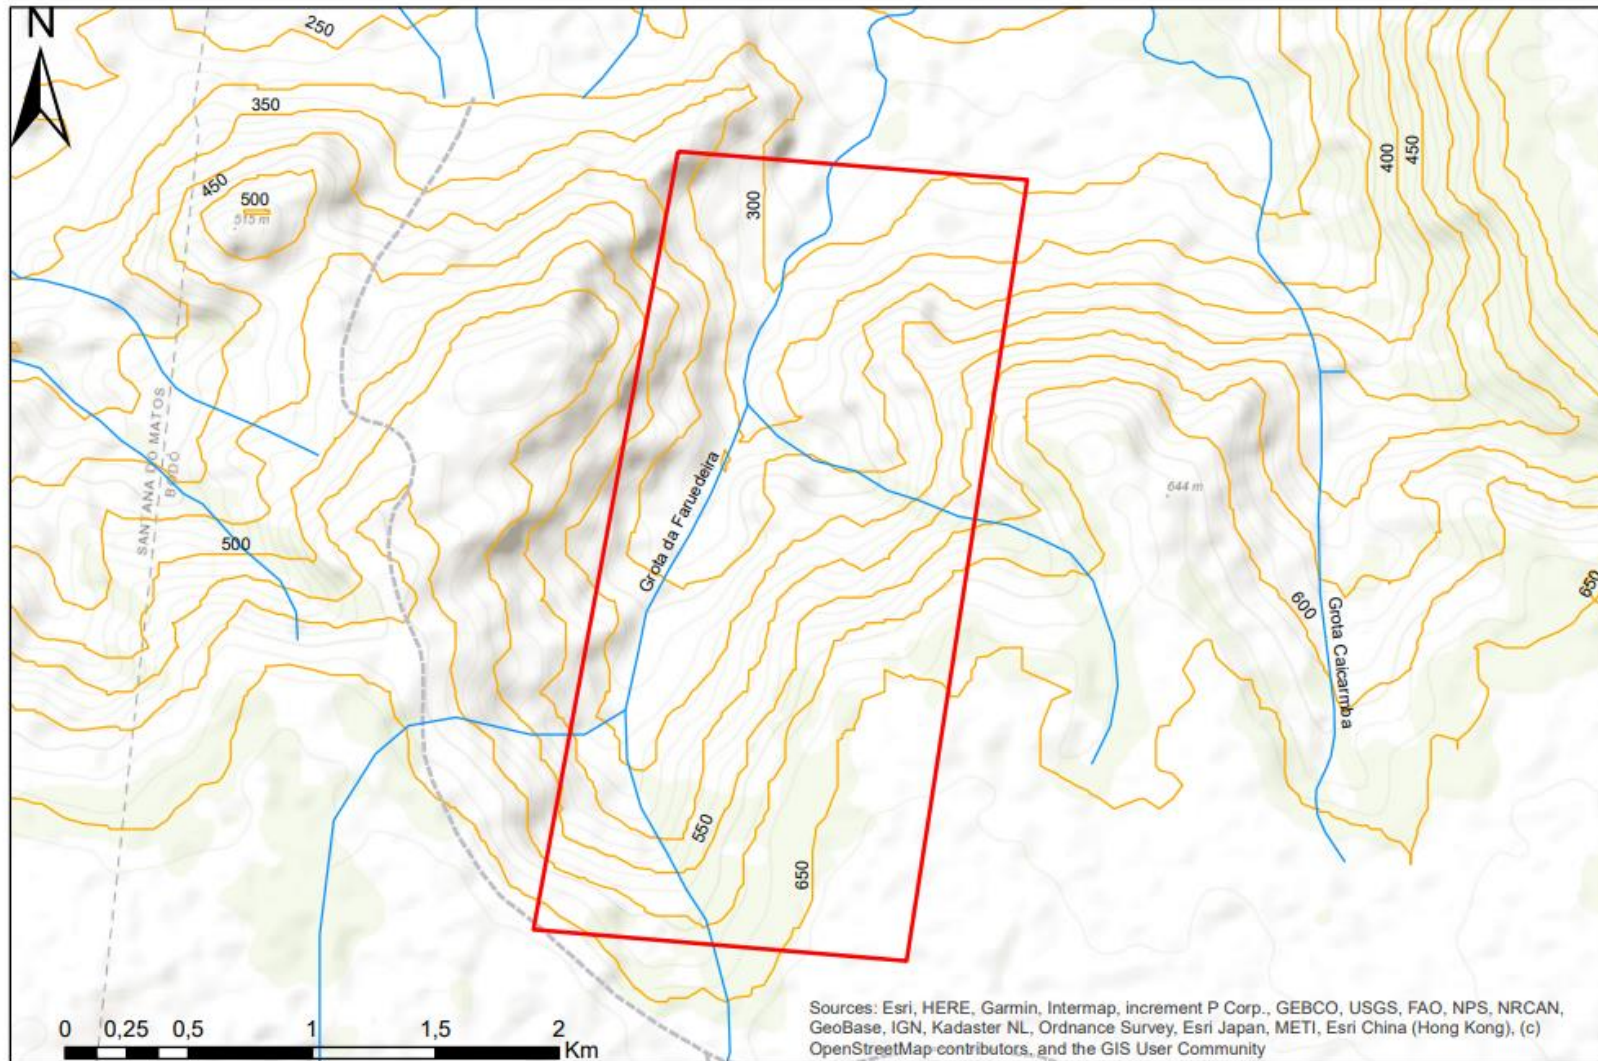 N
250
350
450
500
515 m
300
400
450
SANTANA DO MATOS
BODÓ
Grota da Faruedeira
644 m
500
600
650
Grota Caicarmba
550
650
0 0,25 0,5 1 1,5 2
Km
Sources: Esri, HERE, Garmin, Intermap, increment P Corp., GEBCO, USGS, FAO, NPS, NRCAN,
GeoBase, IGN, Kadaster NL, Ordnance Survey, Esri Japan, METI, Esri China (Hong Kong), (c)
OpenStreetMap contributors, and the GIS User Community